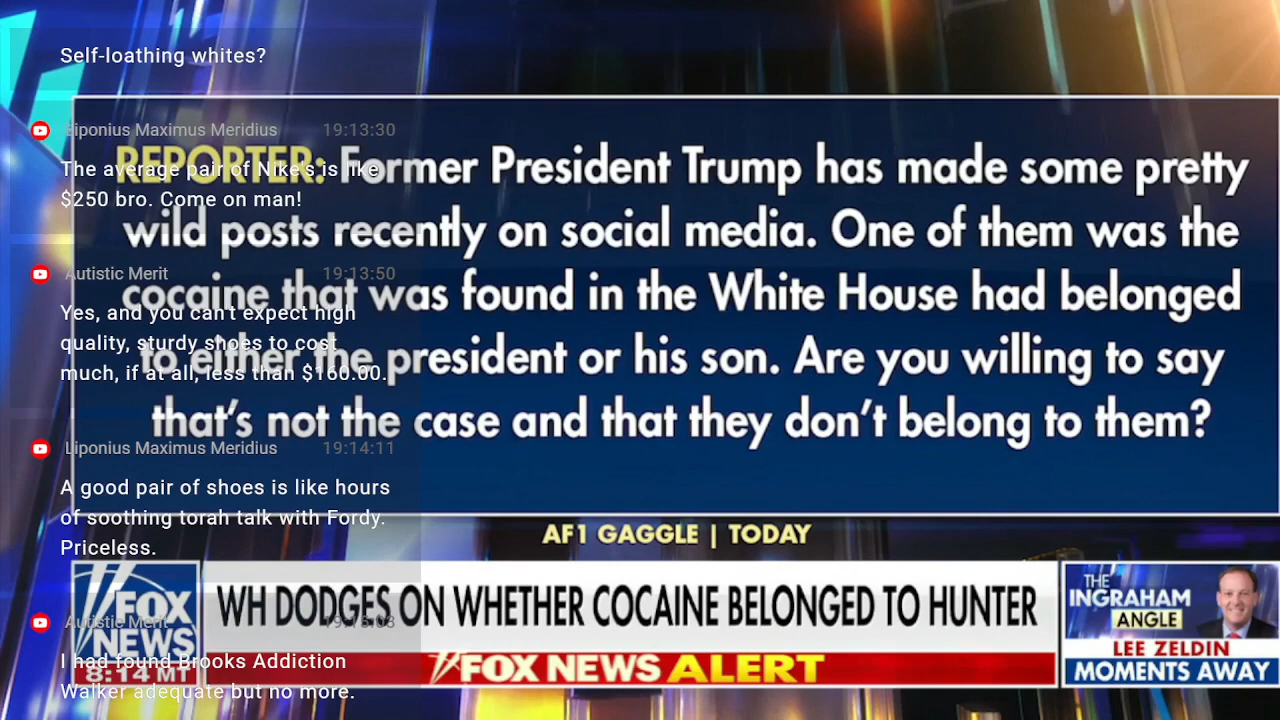 Self-loathing whites?
Liponius Maximus Meridius 19:13:30
The average pair of Nike's is like
$250 bro. Come on man!
Autistic Merit 19:13:50
Yes, and you can't expect high
quality, sturdy shoes to cost
much, if at all, less than $160.00.
Liponius Maximus Meridius 19:14:11
A good pair of shoes is like hours
of soothing torah talk with Fordy.
Priceless.
Autistic Merit
I had found Brooks Addiction
Walker adequate but no more.
REPORTER: Former President Trump has made some pretty
wild posts recently on social media. One of them was the
cocaine that was found in the White House had belonged
to either the president or his son. Are you willing to say
that's not the case and that they don't belong to them?
AF1 GAGGLE | TODAY
WH DODGES ON WHETHER COCAINE BELONGED TO HUNTER
FOX NEWS ALERT
FOX
NEWS
8:14 MT
THE
INGRAHAM
ANGLE
LEE ZELDIN
MOMENTS AWAY